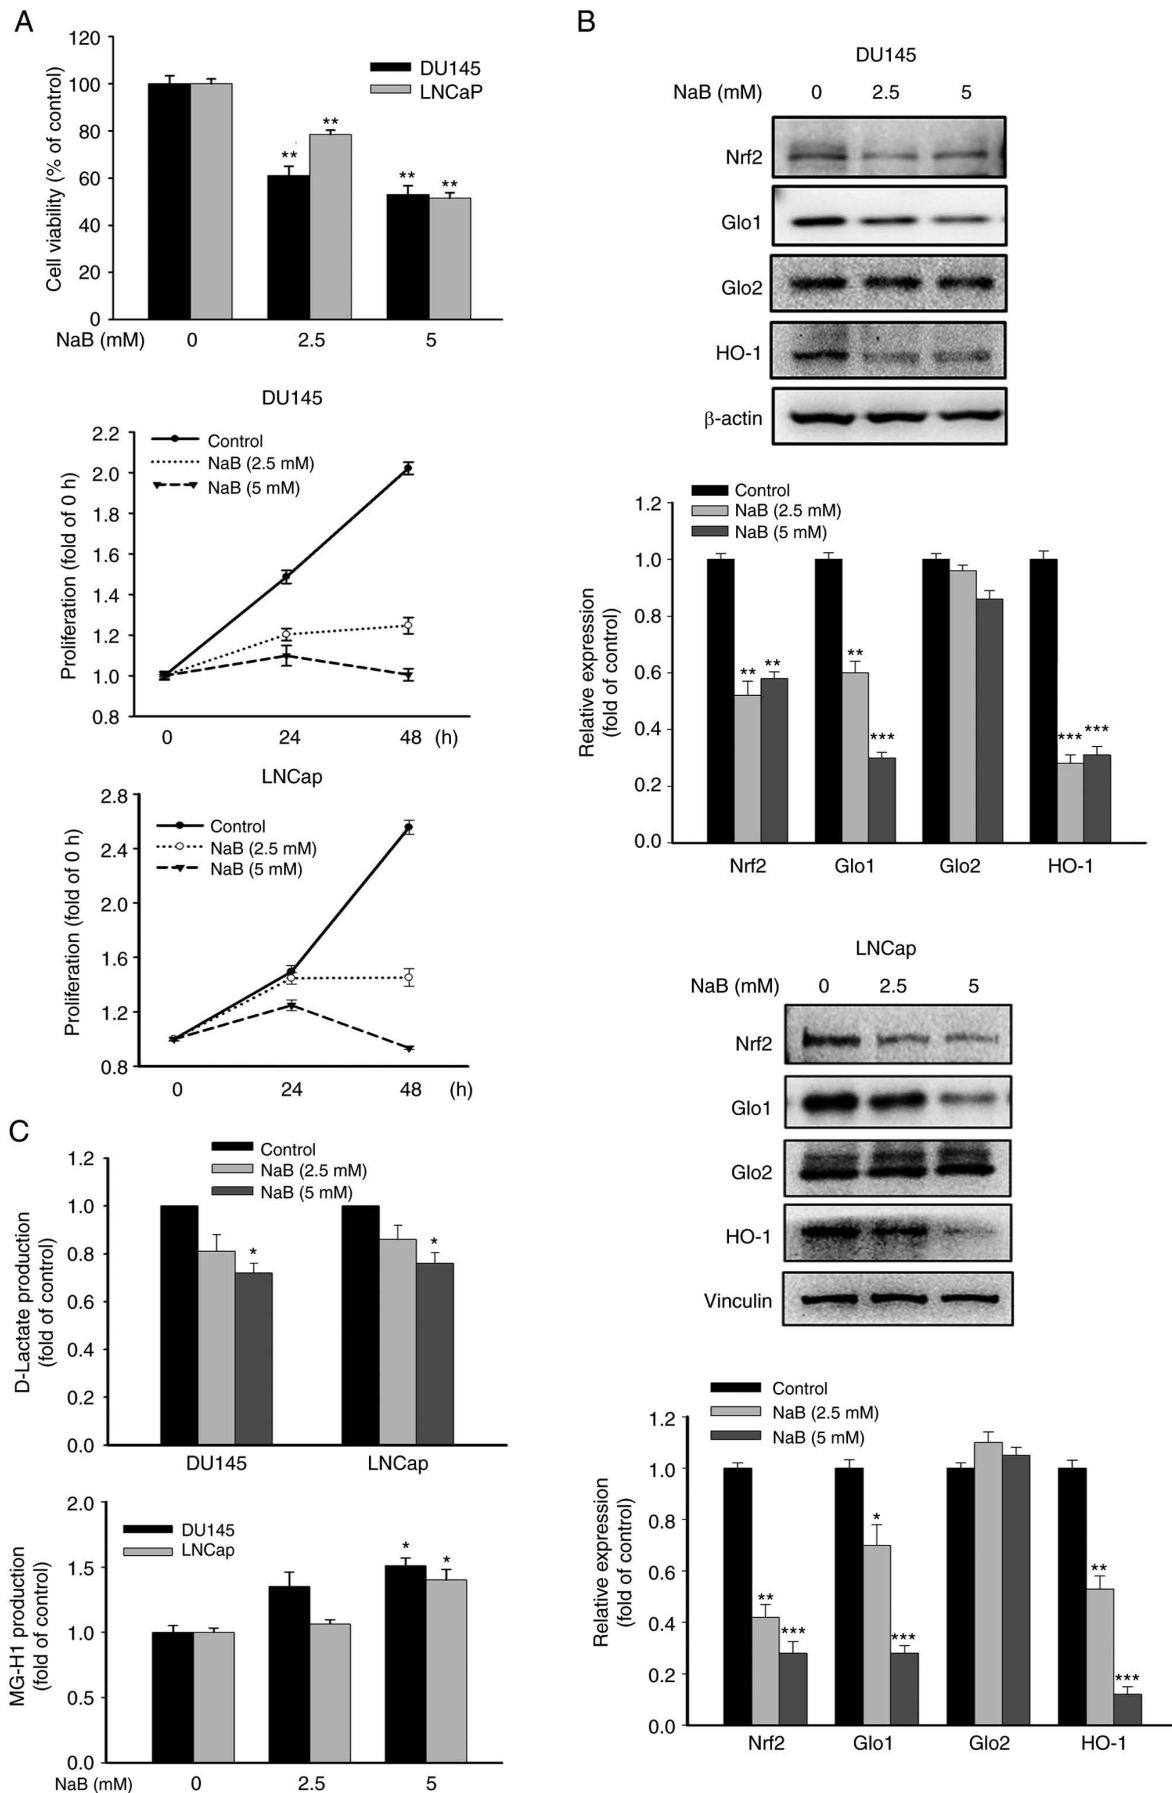 A
120
100
80
60
40
20
0
Cell viability (% of control)
DU145
LNCaP
** **
** **
NaB (mM) 0 2.5 5
DU145
2.2
2.0
1.8
1.6
1.4
1.2
1.0
0.8
Proliferation (fold of 0 h)
Control
NaB (2.5 mM)
NaB (5 mM)
0 24 48 (h)
LNCap
2.8
2.4
2.0
1.6
1.2
0.8
Proliferation (fold of 0 h)
Control
NaB (2.5 mM)
NaB (5 mM)
0 24 48 (h)
B
DU145
NaB (mM) 0 2.5 5
Nrf2
Glo1
Glo2
HO-1
β-actin
1.2
1.0
0.8
0.6
0.4
0.2
0.0
Relative expression
(fold of control)
Control
NaB (2.5 mM)
NaB (5 mM)
** ** ** *** *** ***
Nrf2 Glo1 Glo2 HO-1
LNCap
NaB (mM) 0 2.5 5
Nrf2
Glo1
Glo2
HO-1
Vinculin
1.2
1.0
0.8
0.6
0.4
0.2
0.0
Relative expression
(fold of control)
Control
NaB (2.5 mM)
NaB (5 mM)
** *** * *** ** ***
Nrf2 Glo1 Glo2 HO-1
C
1.2
1.0
0.8
0.6
0.4
0.2
0.0
D-Lactate production
(fold of control)
Control
NaB (2.5 mM)
NaB (5 mM)
* *
DU145 LNCap
2.0
1.5
1.0
0.5
0.0
MG-H1 production
(fold of control)
DU145
LNCap
* *
NaB (mM) 0 2.5 5